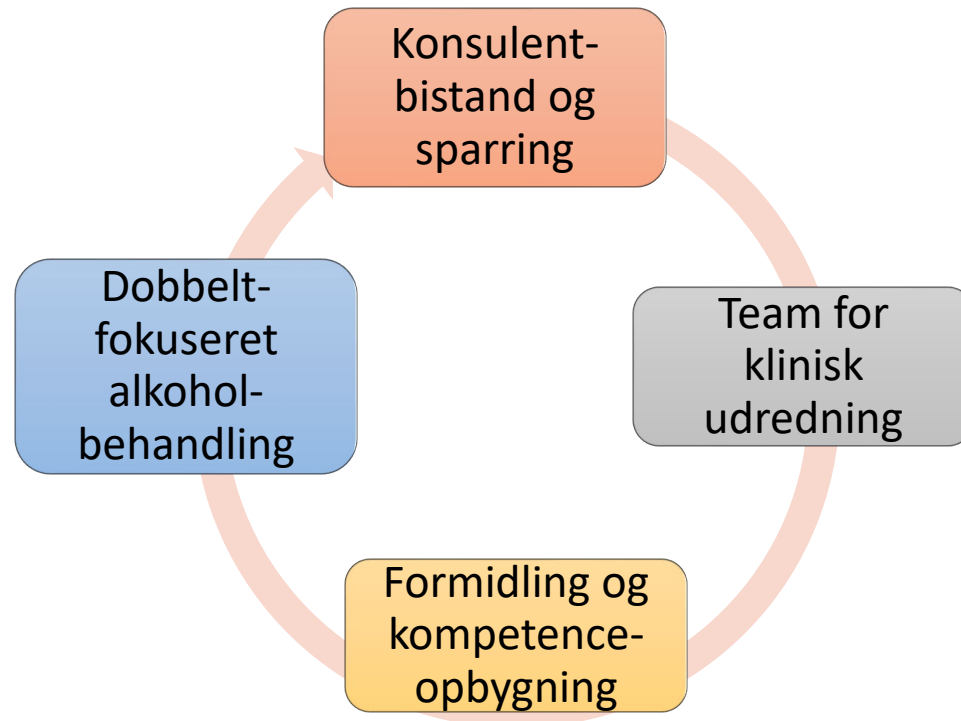 Konsulent-
bistand og
sparring
Team for
klinisk
udredning
Formidling og
kompetence-
opbygning
Dobbelt-
fokuseret
alkohol-
behandling